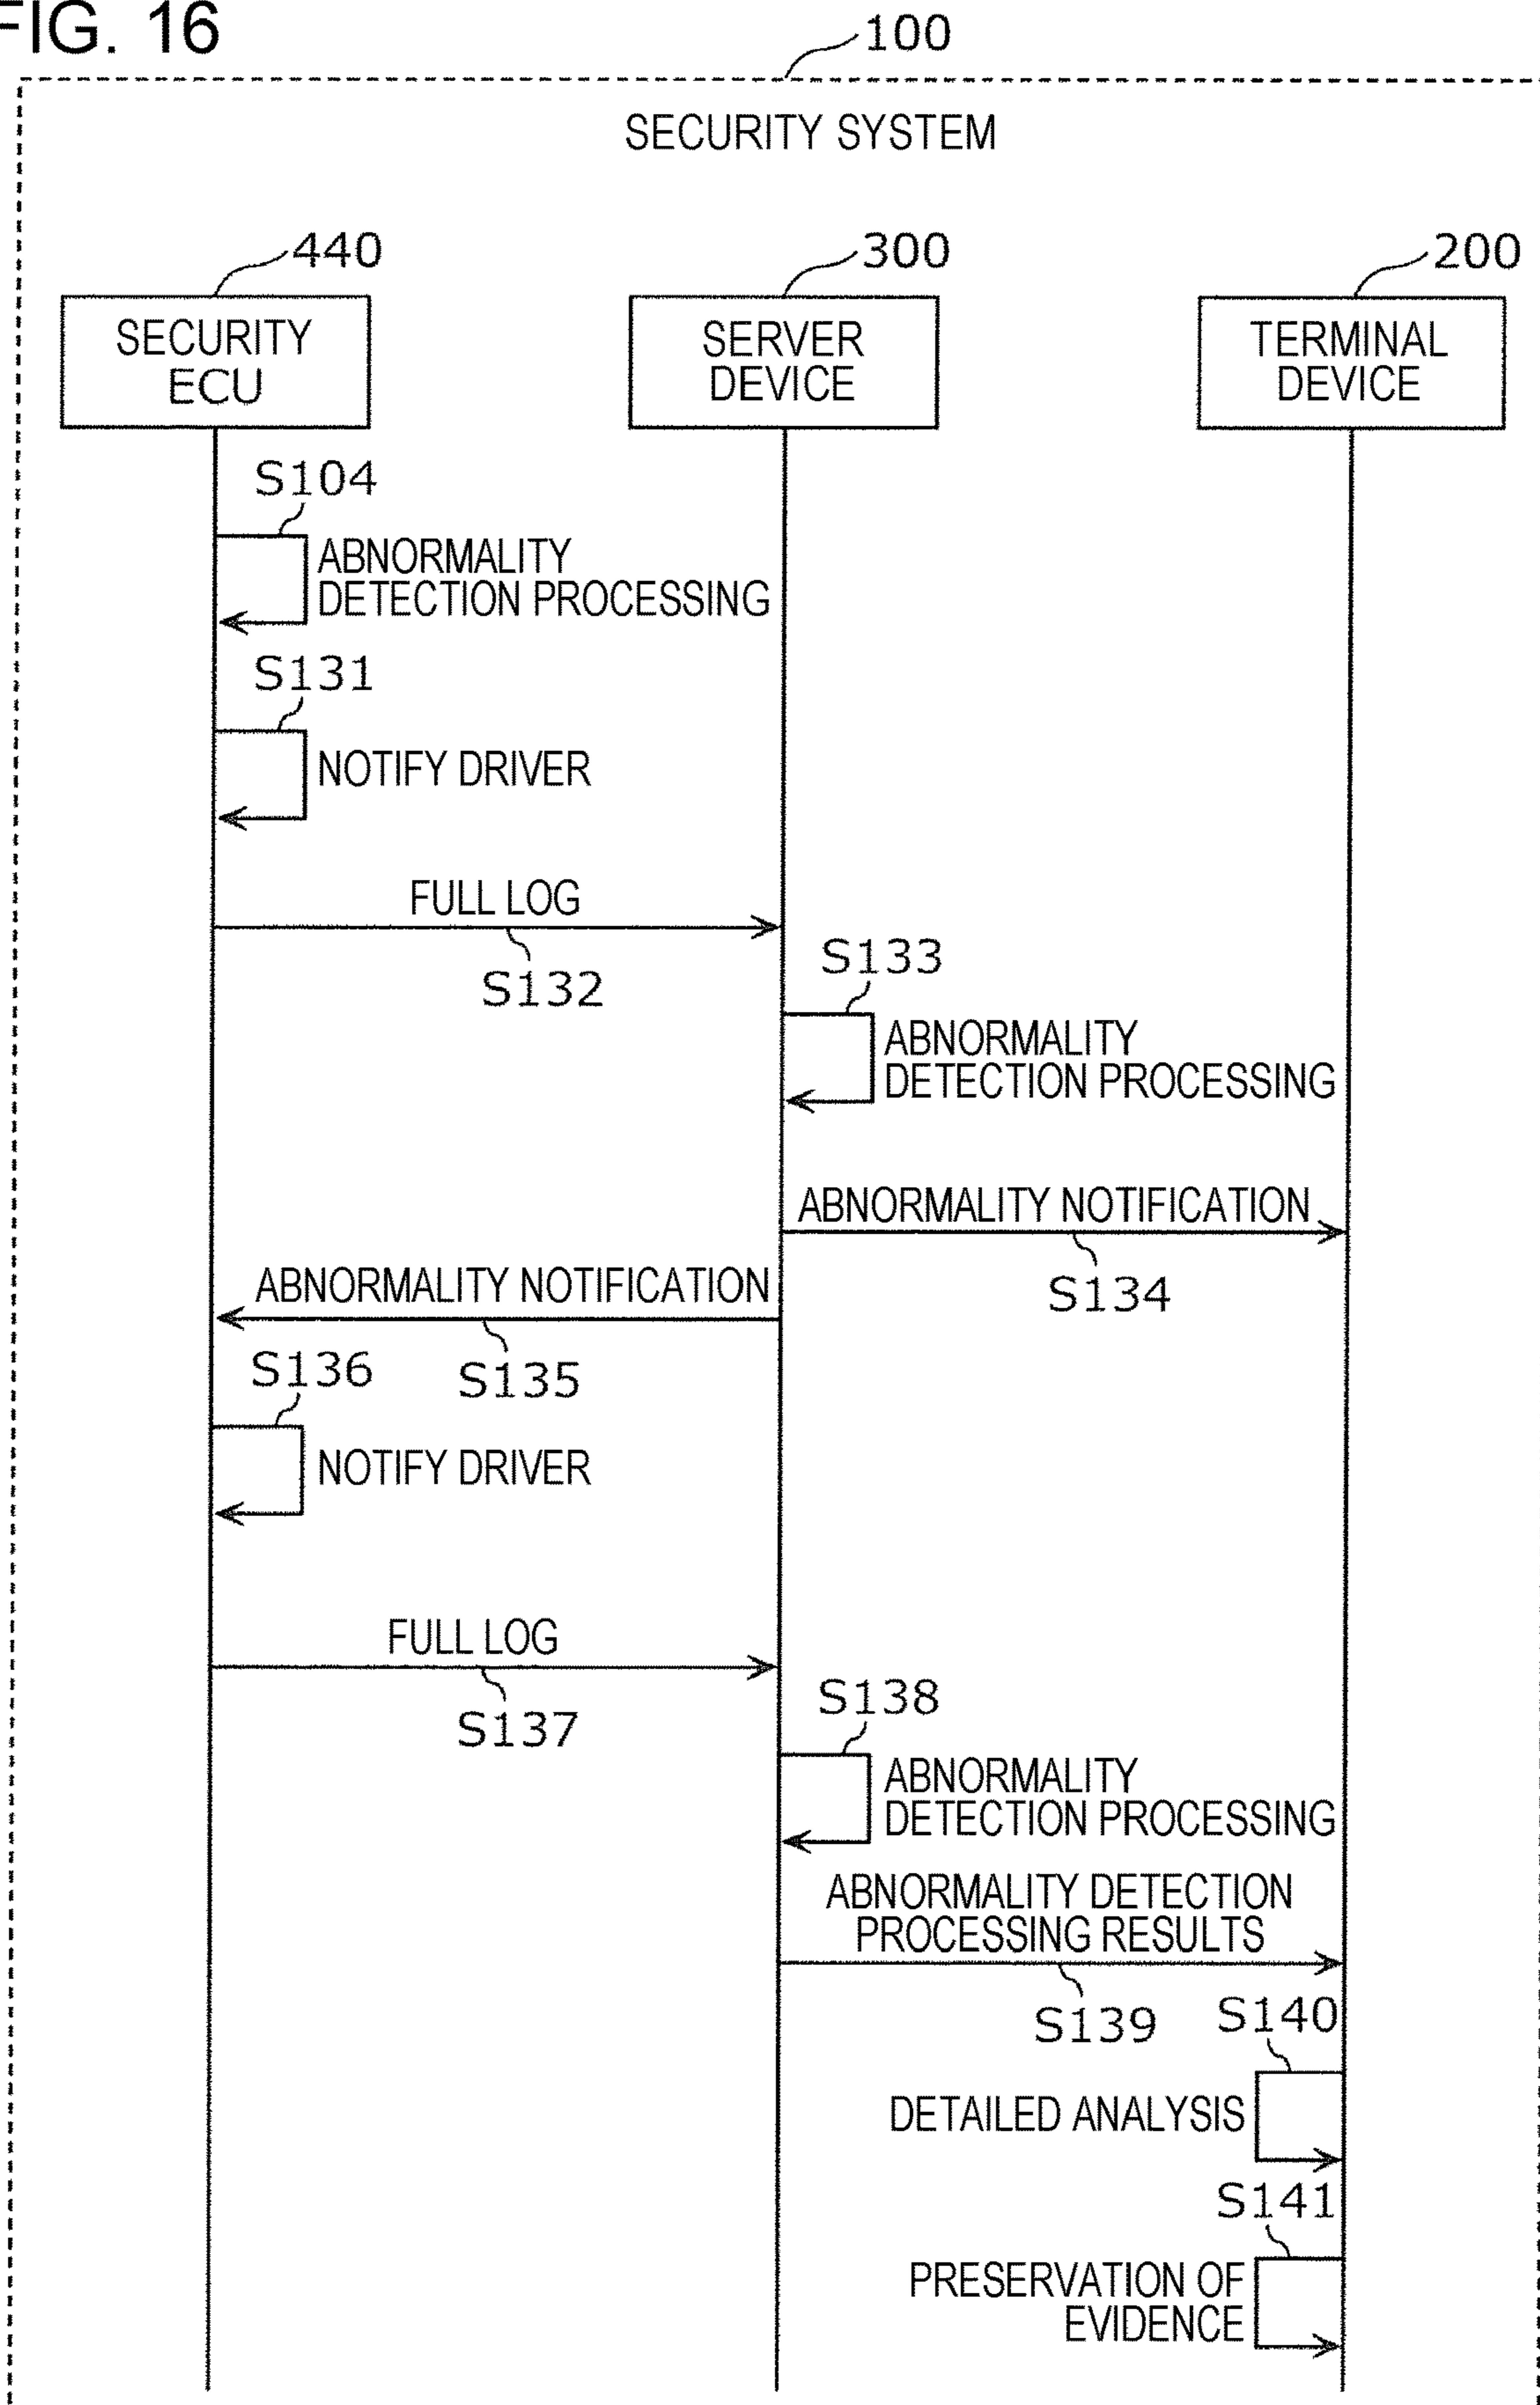 FIG. 16
100
SECURITY SYSTEM
440
300
200
SECURITY
ECU
SERVER
DEVICE
TERMINAL
DEVICE
S104
ABNORMALITY
DETECTION PROCESSING
S131
NOTIFY DRIVER
FULL LOG
S132
S133
ABNORMALITY
DETECTION PROCESSING
ABNORMALITY NOTIFICATION
S134
ABNORMALITY NOTIFICATION
S135
S136
NOTIFY DRIVER
FULL LOG
S137
S138
ABNORMALITY
DETECTION PROCESSING
ABNORMALITY DETECTION
PROCESSING RESULTS
S139
S140
DETAILED ANALYSIS
S141
PRESERVATION OF
EVIDENCE